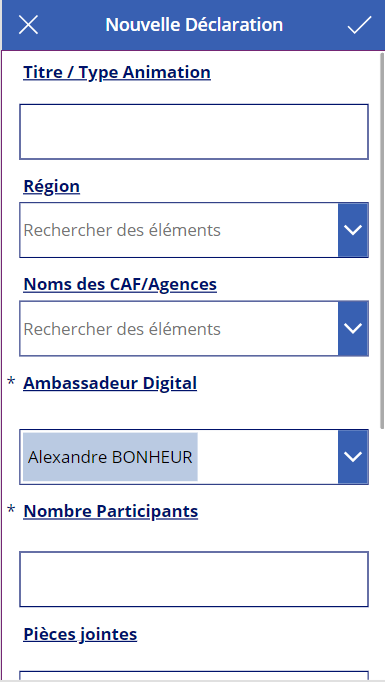 Nouvelle Déclaration
Titre / Type Animation
Région
Rechercher des éléments
Noms des CAF/Agences
Rechercher des éléments
* Ambassadeur Digital
Alexandre BONHEUR
* Nombre Participants
Pièces jointes